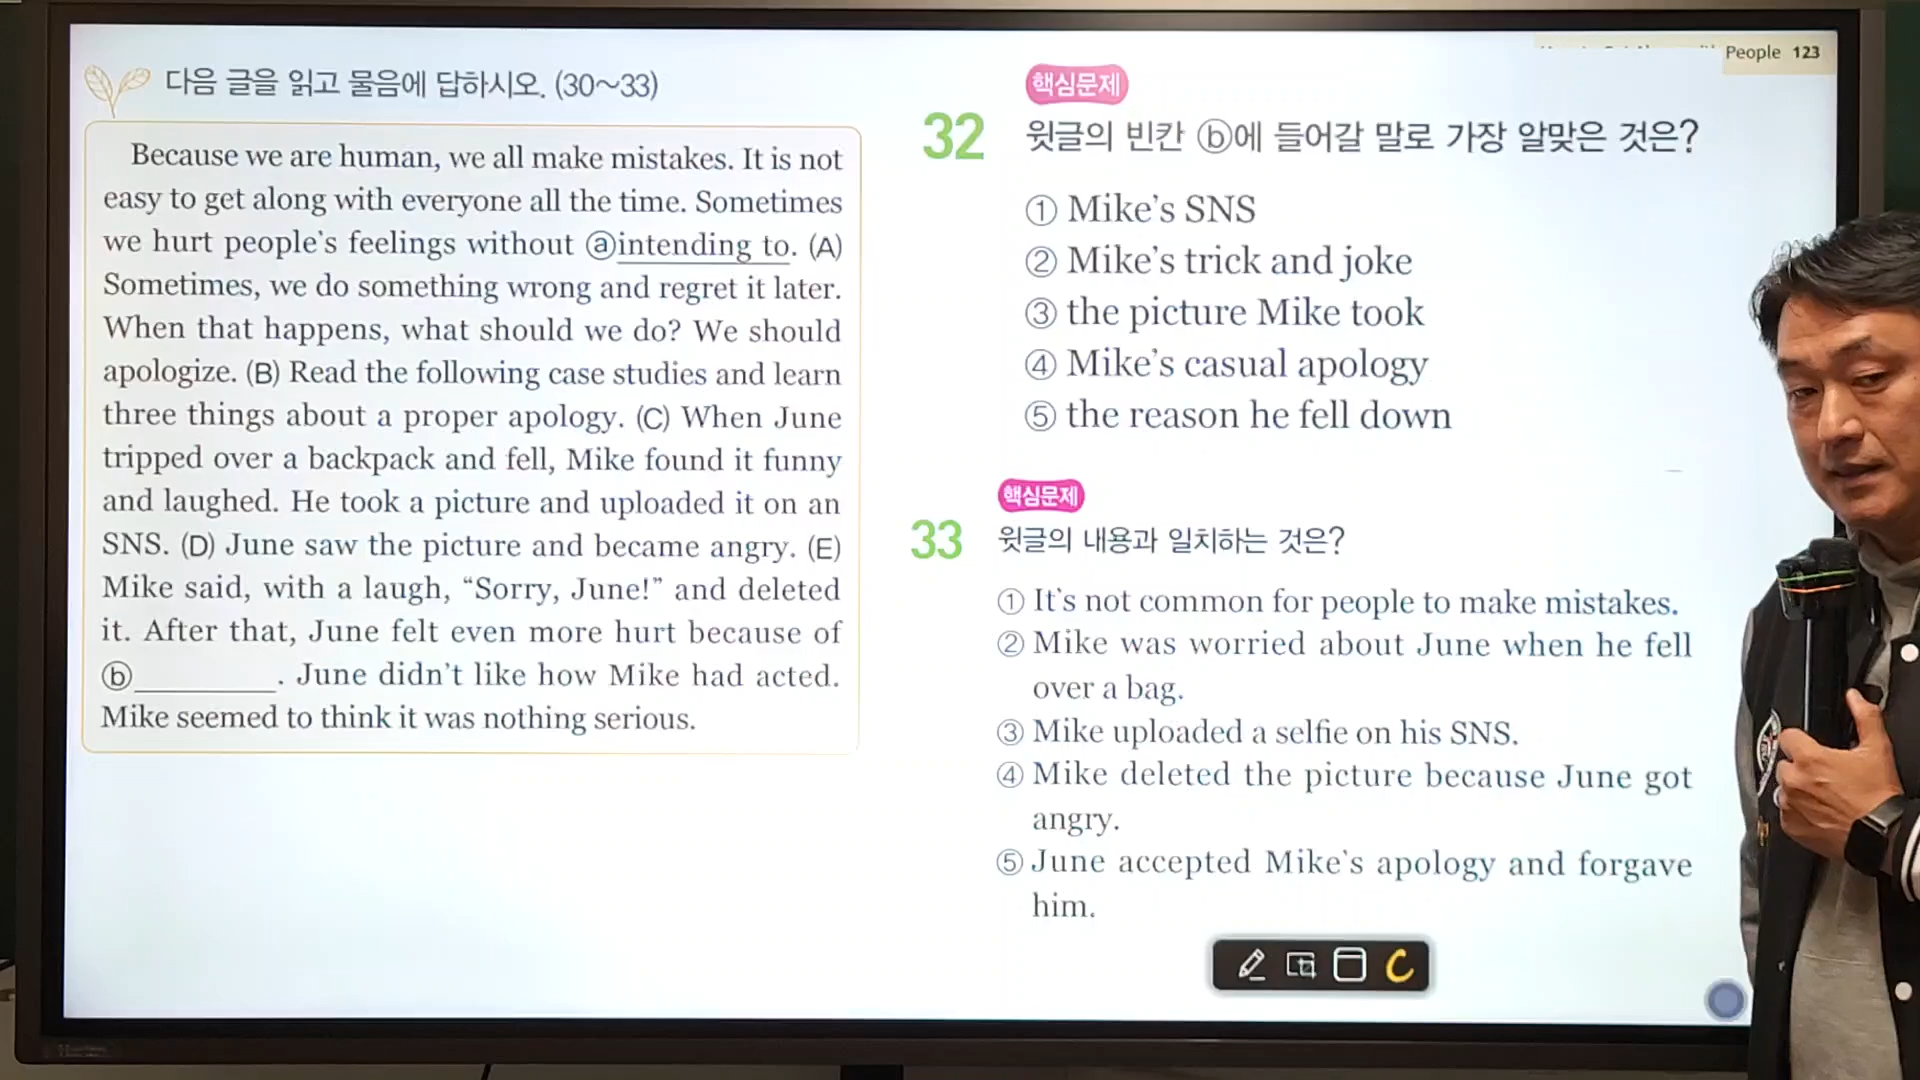 People 123
다음 글을 읽고 물음에 답하시오. (30~33)
Because we are human, we all make mistakes. It is not
easy to get along with everyone all the time. Sometimes
we hurt people's feelings without ⓐintending to. (A)
Sometimes, we do something wrong and regret it later.
When that happens, what should we do? We should
apologize. (B) Read the following case studies and learn
three things about a proper apology. (C) When June
tripped over a backpack and fell, Mike found it funny
and laughed. He took a picture and uploaded it on an
SNS. (D) June saw the picture and became angry. (E)
Mike said, with a laugh, “Sorry, June!” and deleted
it. After that, June felt even more hurt because of
ⓑ__________. June didn't like how Mike had acted.
Mike seemed to think it was nothing serious.
핵심문제
32 윗글의 빈칸 ⓑ에 들어갈 말로 가장 알맞은 것은?
① Mike's SNS
② Mike's trick and joke
③ the picture Mike took
④ Mike's casual apology
⑤ the reason he fell down
핵심문제
33 윗글의 내용과 일치하는 것은?
① It's not common for people to make mistakes.
② Mike was worried about June when he fell
over a bag.
③ Mike uploaded a selfie on his SNS.
④ Mike deleted the picture because June got
angry.
⑤ June accepted Mike's apology and forgave
him.